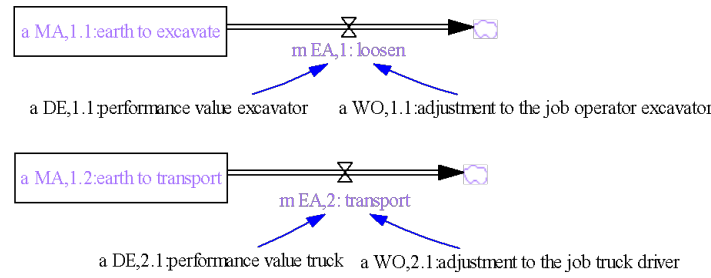 a MA,1.1:earth to excavate
m EA,1: loosen
a DE,1.1:performance value excavator
a WO,1.1:adjustment to the job operator excavator
a MA,1.2:earth to transport
m EA,2: transport
a DE,2.1:performance value truck
a WO,2.1:adjustment to the job truck driver